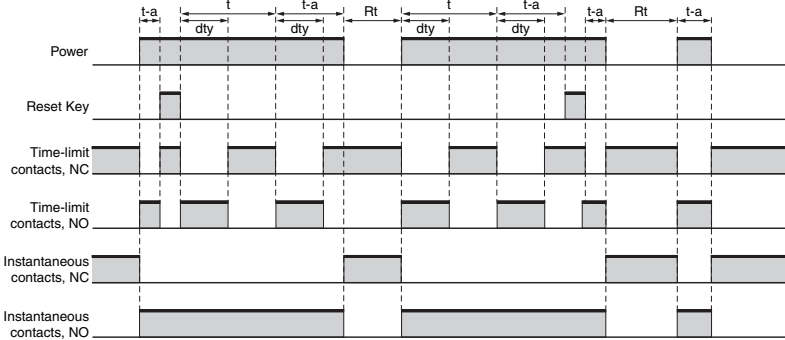 t t-a t t-a
t-a Rt t-a Rt t-a
dty dty dty dty
Power
Reset Key
Time-limit
contacts, NC
Time-limit
contacts, NO
Instantaneous
contacts, NC
Instantaneous
contacts, NO